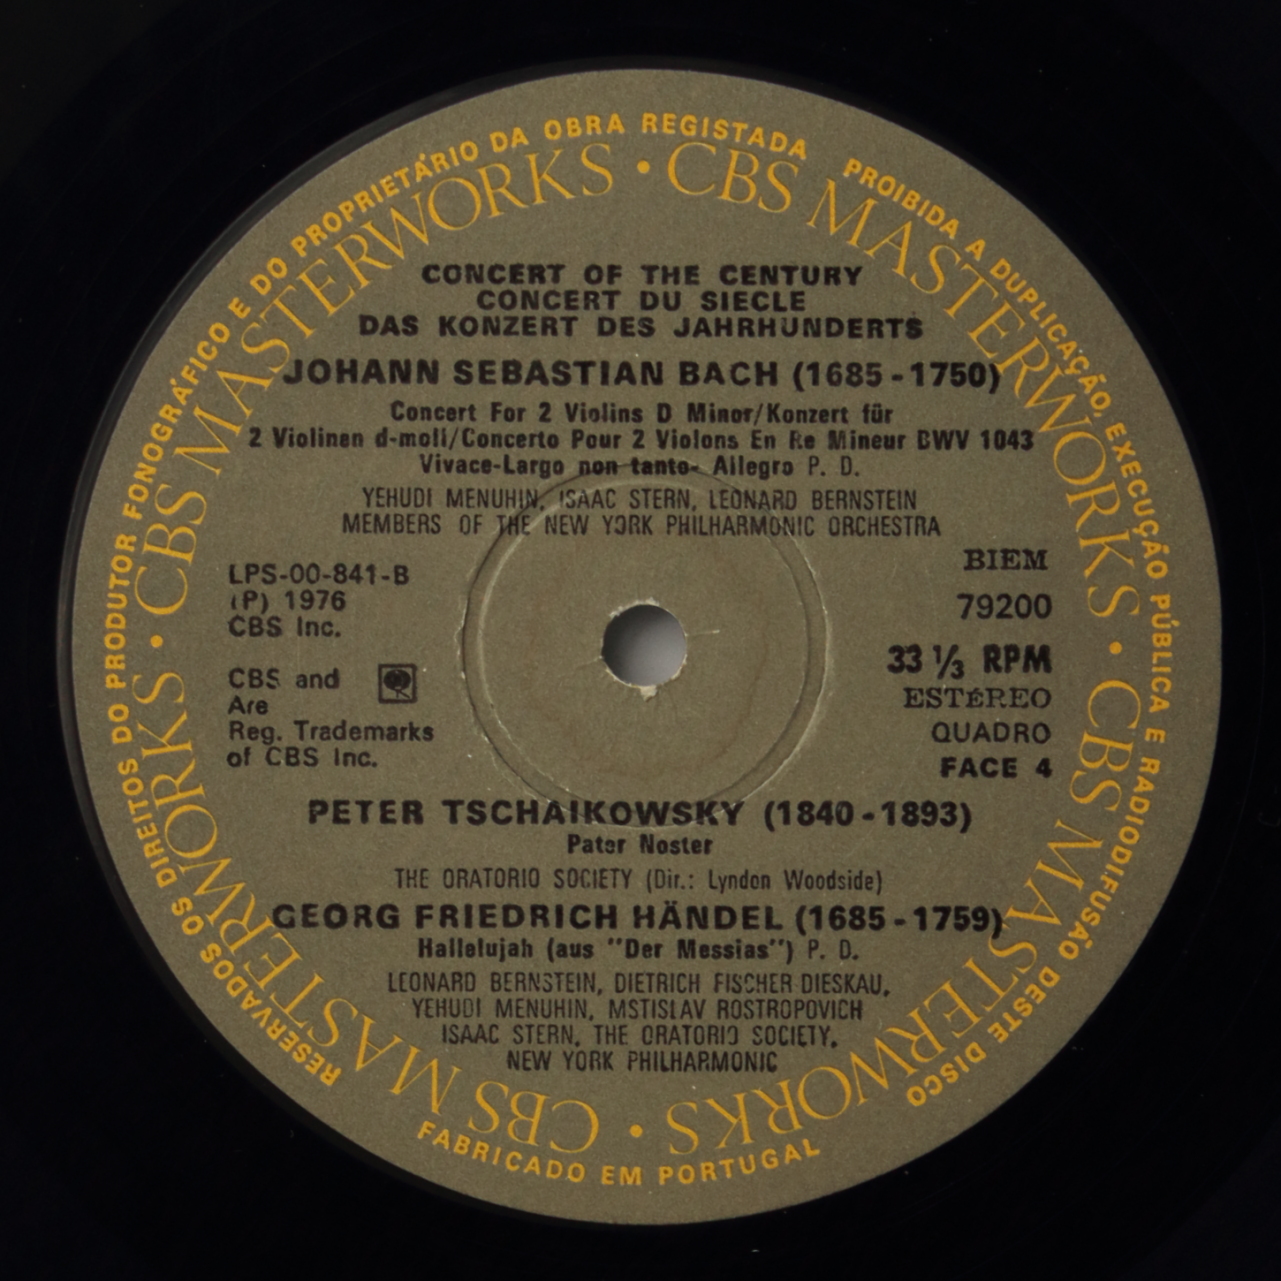 RESERVADOS OS DIREITOS DO PRODUTOR FONOGRÁFICO E DO PROPRIETÁRIO DA OBRA REGISTADA PROIBIDA A DUPLICAÇÃO, EXECUÇÃO PÚBLICA E RADIODIFUSÃO DESTE DISCO
CBS MASTERWORKS · CBS MASTERWORKS · CBS MASTERWORKS · CBS MASTERWORKS ·
CONCERT OF THE CENTURY
CONCERT DU SIECLE
DAS KONZERT DES JAHRHUNDERTS
JOHANN SEBASTIAN BACH (1685-1750)
Concert For 2 Violins D Minor/Konzert für
2 Violinen d-moll/Concerto Pour 2 Violons En Re Mineur BWV 1043
Vivace-Largo non tanto- Allegro P. D.
YEHUDI MENUHIN, ISAAC STERN, LEONARD BERNSTEIN
MEMBERS OF THE NEW YORK PHILHARMONIC ORCHESTRA
LPS-00-841-B
(P) 1976
CBS Inc.
CBS and
Are
Reg. Trademarks
of CBS Inc.
BIEM
79200
33 1/3 RPM
ESTÉREO
QUADRO
FACE 4
PETER TSCHAIKOWSKY (1840-1893)
Pater Noster
THE ORATORIO SOCIETY (Dir.: Lyndon Woodside)
GEORG FRIEDRICH HÄNDEL (1685-1759)
Hallelujah (aus "Der Messias") P. D.
LEONARD BERNSTEIN, DIETRICH FISCHER DIESKAU,
YEHUDI MENUHIN, MSTISLAV ROSTROPOVICH
ISAAC STERN, THE ORATORIO SOCIETY,
NEW YORK PHILHARMONIC
FABRICADO EM PORTUGAL